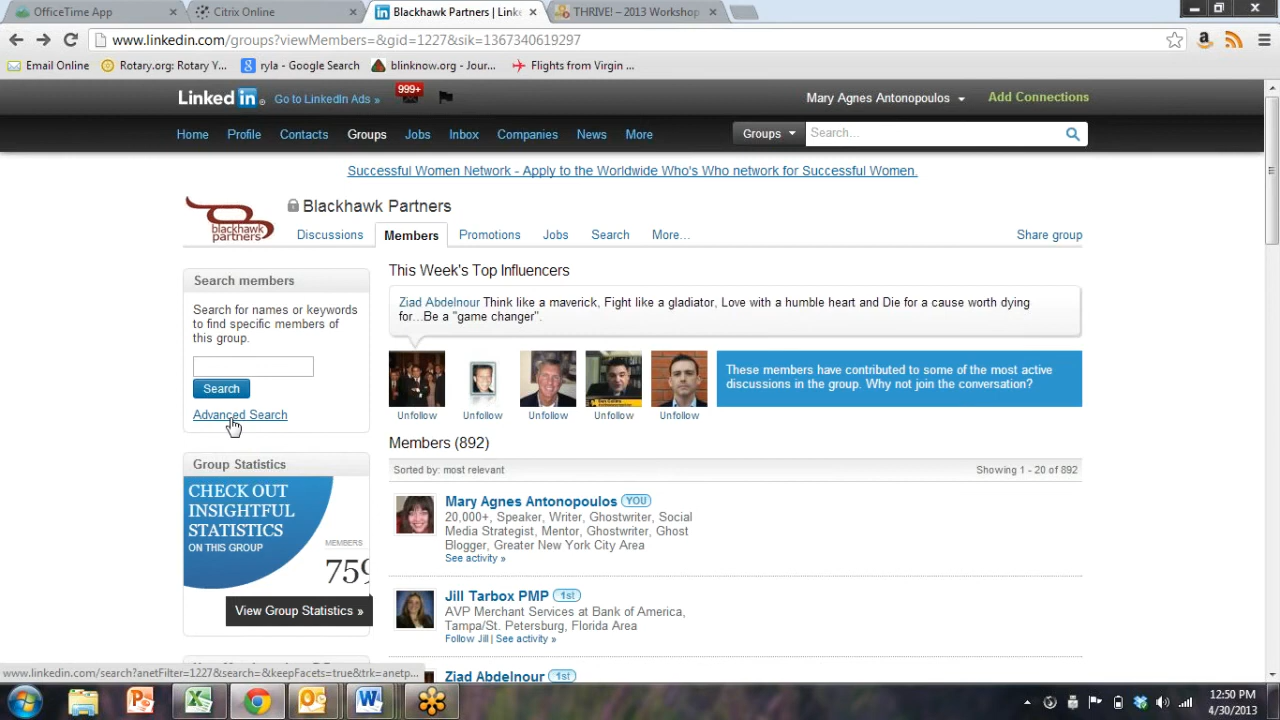 OfficeTime App
Citrix Online
Blackhawk Partners | Linke
THRIVE! – 2013 Workshop
www.linkedin.com/groups?viewMembers=&gid=1227&sik=1367340619297
Email Online
Rotary.org: Rotary Y...
ryla - Google Search
blinknow.org - Jour...
Flights from Virgin ...
Linked in
Go to LinkedIn Ads »
999+
Mary Agnes Antonopoulos
Add Connections
Home Profile Contacts Groups Jobs Inbox Companies News More
Groups
Search...
Successful Women Network - Apply to the Worldwide Who's Who network for Successful Women.
blackhawk
partners
Blackhawk Partners
Discussions Members Promotions Jobs Search More... Share group
Search members
Search for names or keywords
to find specific members of
this group.
Search
Advanced Search
Group Statistics
CHECK OUT
INSIGHTFUL
STATISTICS
ON THIS GROUP
MEMBERS
759
View Group Statistics »
This Week's Top Influencers
Ziad Abdelnour Think like a maverick, Fight like a gladiator, Love with a humble heart and Die for a cause worth dying
for...Be a "game changer".
Unfollow Unfollow Unfollow Unfollow Unfollow
These members have contributed to some of the most active
discussions in the group. Why not join the conversation?
Members (892)
Sorted by: most relevant
Showing 1 - 20 of 892
Mary Agnes Antonopoulos YOU
20,000+, Speaker, Writer, Ghostwriter, Social
Media Strategist, Mentor, Ghostwriter, Ghost
Blogger, Greater New York City Area
See activity »
Jill Tarbox PMP 1st
AVP Merchant Services at Bank of America,
Tampa/St. Petersburg, Florida Area
Follow Jill | See activity »
Ziad Abdelnour 1st
www.linkedin.com/search?anetFilter=1227&search=&keepFacets=true&trk=anetp...
12:50 PM
4/30/2013